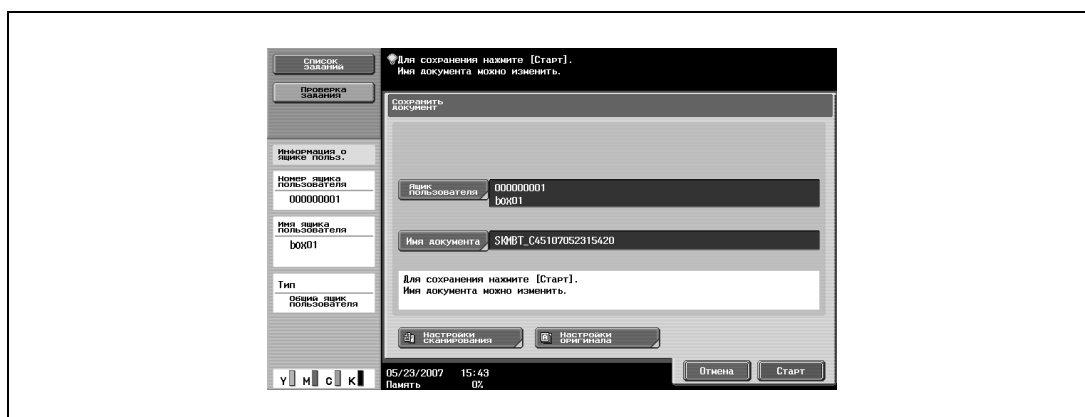 Список
заданий
Проверка
задания
Для сохранения нажмите [Старт].
Имя документа можно изменить.
Сохранить
документ
Информация о
ящике польз.
Номер ящика
пользователя
000000001
Имя ящика
пользователя
box01
Тип
Общий ящик
пользователя
Ящик
пользователя
000000001
box01
Имя документа
SKMBT_C45107052315420
Для сохранения нажмите [Старт].
Имя документа можно изменить.
Настройки
сканирования
Настройки
оригинала
Y M C K
05/23/2007 15:43
Память 0%
Отмена
Старт